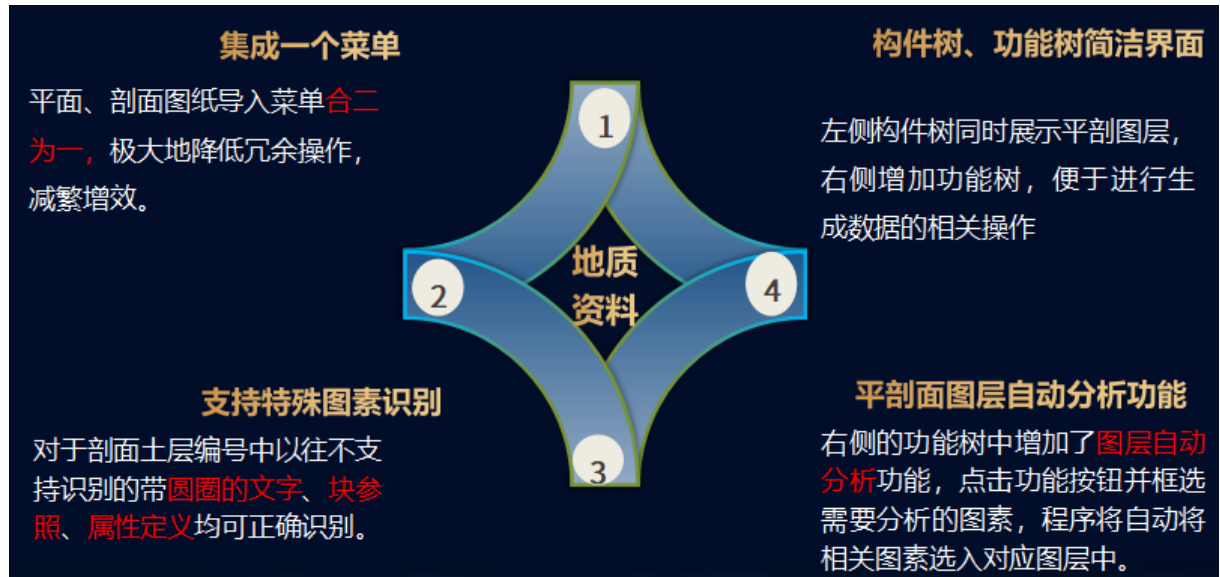 集成一个菜单
平面、剖面图纸导入菜单合二
为一，极大地降低冗余操作，
减繁增效。
构件树、功能树简洁界面
左侧构件树同时展示平剖图层，
右侧增加功能树，便于进行生
成数据的相关操作
1
2
地质
资料
4
3
支持特殊图素识别
对于剖面土层编号中以往不支
持识别的带圆圈的文字、块参
照、属性定义均可正确识别。
平剖面图层自动分析功能
右侧的功能树中增加了图层自动
分析功能，点击功能按钮并框选
需要分析的图素，程序将自动将
相关图素选入对应图层中。